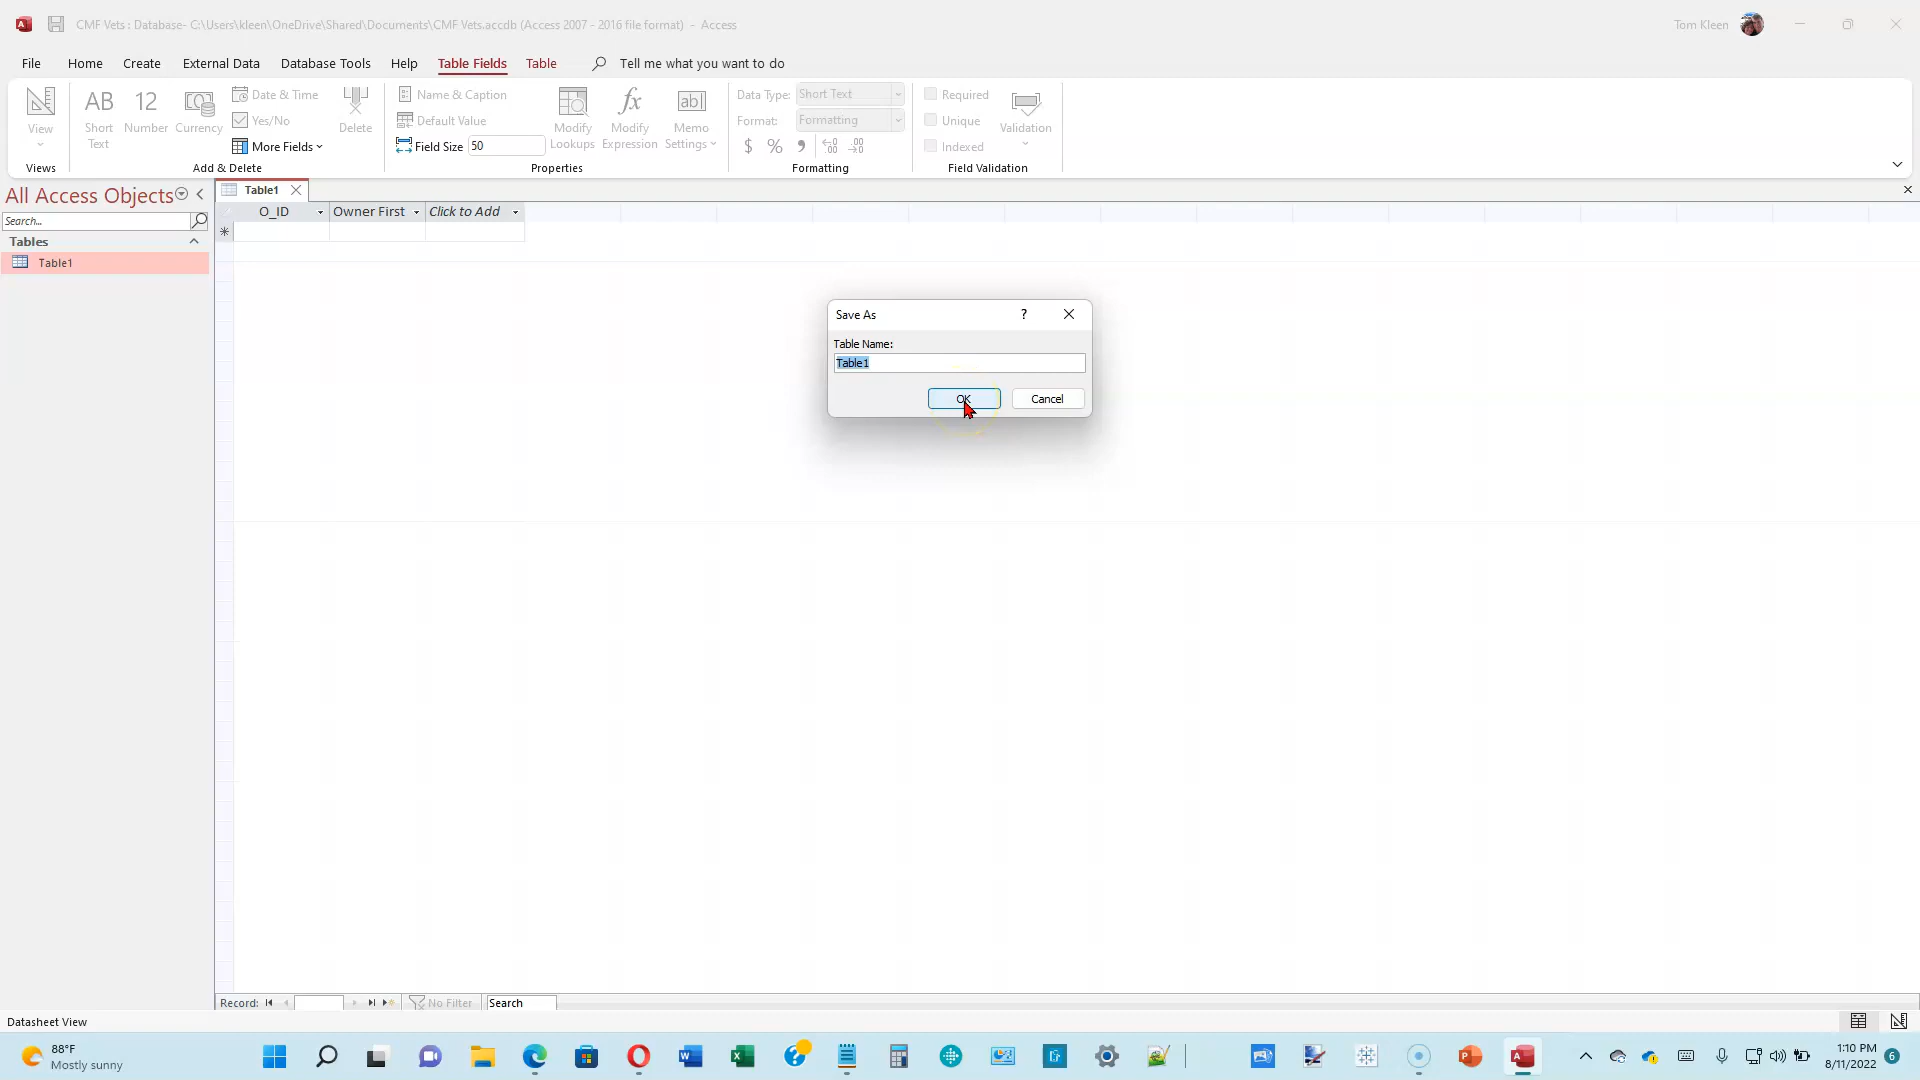 CMF Vets : Database- C:\Users\kleen\OneDrive\Shared\Documents\CMF Vets.accdb (Access 2007 - 2016 file format) - Access
Tom Kleen
File Home Create External Data Database Tools Help Table Fields Table Tell me what you want to do
View
Views
AB
Short
Text
12
Number
Currency
Date & Time
Yes/No
More Fields
Delete
Add & Delete
Name & Caption
Default Value
Field Size 50
Modify
Lookups
fx
Modify
Expression
ab
Memo
Settings
Properties
Data Type: Short Text
Format: Formatting
$ % , .00 .00
Formatting
Required
Unique
Indexed
Validation
Field Validation
All Access Objects
Search...
Tables
Table1
Table1
O_ID Owner First Click to Add
Save As
Table Name:
Table1
OK Cancel
Record: No Filter Search
Datasheet View
88°F
Mostly sunny
1:10 PM
8/11/2022
6